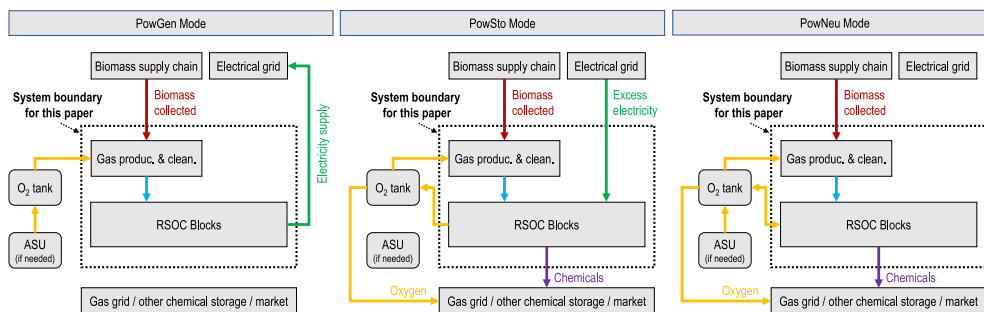 PowGen Mode
Biomass supply chain
Electrical grid
Biomass
collected
System boundary
for this paper
Electricity supply
Gas produc. & clean.
O₂ tank
RSOC Blocks
ASU
(if needed)
Gas grid / other chemical storage / market
PowSto Mode
Biomass supply chain
Electrical grid
Biomass
collected
Excess
electricity
System boundary
for this paper
Gas produc. & clean.
O₂ tank
RSOC Blocks
ASU
(if needed)
Chemicals
Oxygen
Gas grid / other chemical storage / market
PowNeu Mode
Biomass supply chain
Electrical grid
Biomass
collected
System boundary
for this paper
Gas produc. & clean.
O₂ tank
RSOC Blocks
ASU
(if needed)
Chemicals
Oxygen
Gas grid / other chemical storage / market